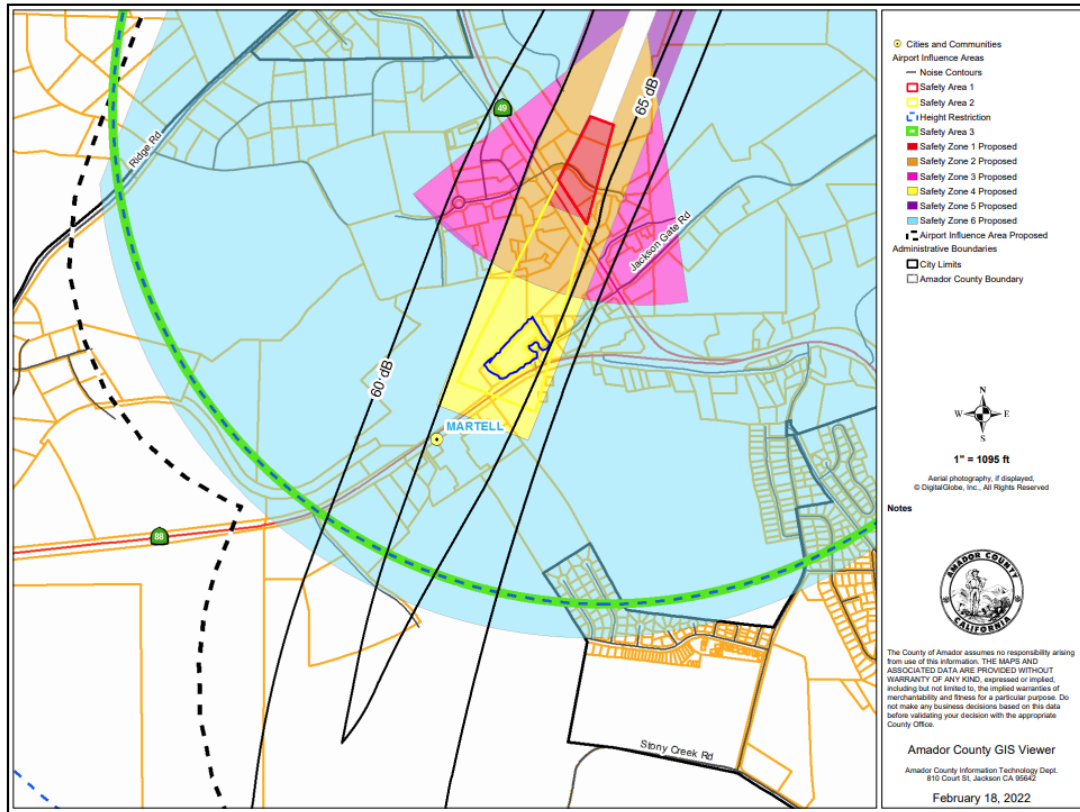 Ridge Rd
49
65 dB
Jackson Gate Rd
60 dB
MARTELL
88
Stony Creek Rd
Cities and Communities
Airport Influence Areas
Noise Contours
Safety Area 1
Safety Area 2
Height Restriction
Safety Area 3
Safety Zone 1 Proposed
Safety Zone 2 Proposed
Safety Zone 3 Proposed
Safety Zone 4 Proposed
Safety Zone 5 Proposed
Safety Zone 6 Proposed
Airport Influence Area Proposed
Administrative Boundaries
City Limits
Amador County Boundary
N
W E
S
1" = 1095 ft
Aerial photography, if displayed,
© DigitalGlobe, Inc., All Rights Reserved
Notes
AMADOR COUNTY
CALIFORNIA
The County of Amador assumes no responsibility arising
from use of this information. THE MAPS AND
ASSOCIATED DATA ARE PROVIDED WITHOUT
WARRANTY OF ANY KIND, expressed or implied,
including but not limited to, the implied warranties of
merchantability and fitness for a particular purpose. Do
not make any business decisions based on this data
before validating your decision with the appropriate
County Office.
Amador County GIS Viewer
Amador County Information Technology Dept.
810 Court St, Jackson CA 95642
February 18, 2022